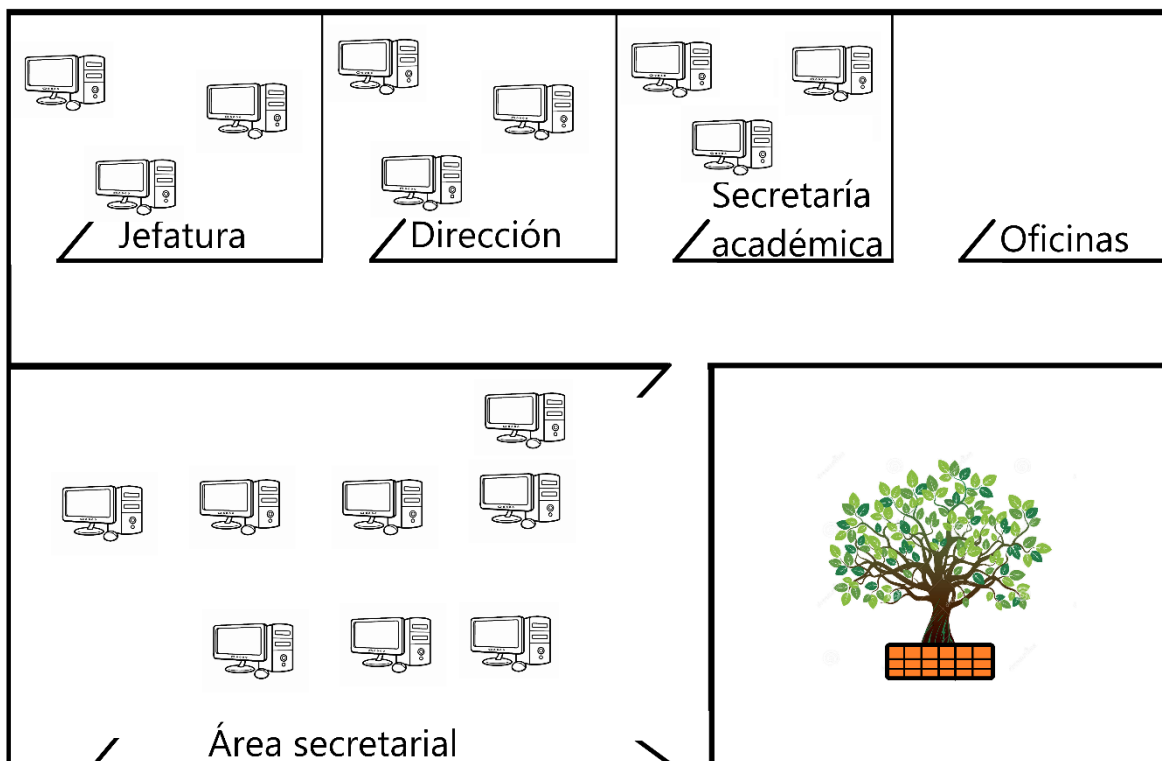 Jefatura
Dirección
Secretaría
académica
Oficinas
Área secretarial